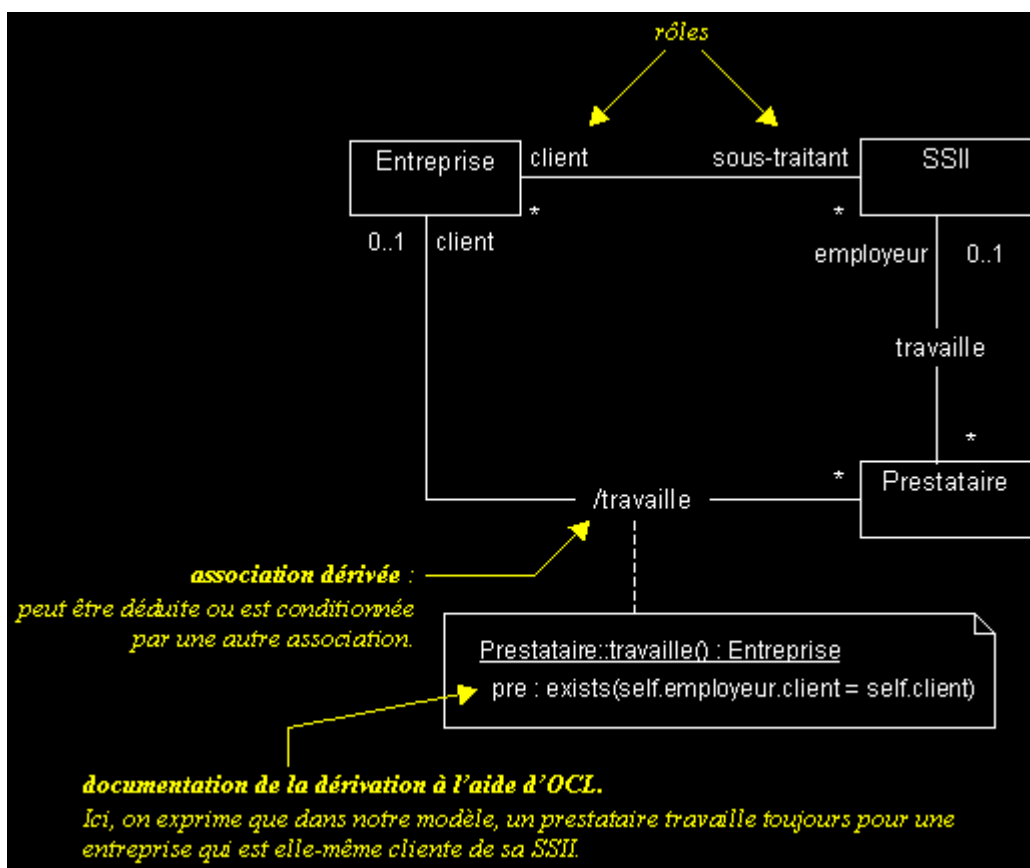 rôles
Entreprise
client
sous-traitant
SSII
*
*
0..1
client
employeur
0..1
travaille
*
*
Prestataire
/travaille
association dérivée :
peut être déduite ou est conditionnée
par une autre association.
Prestataire::travaille() : Entreprise
pre : exists(self.employeur.client = self.client)
documentation de la dérivation à l'aide d'OCL.
Ici, on exprime que dans notre modèle, un prestataire travaille toujours pour une
entreprise qui est elle-même cliente de sa SSII.